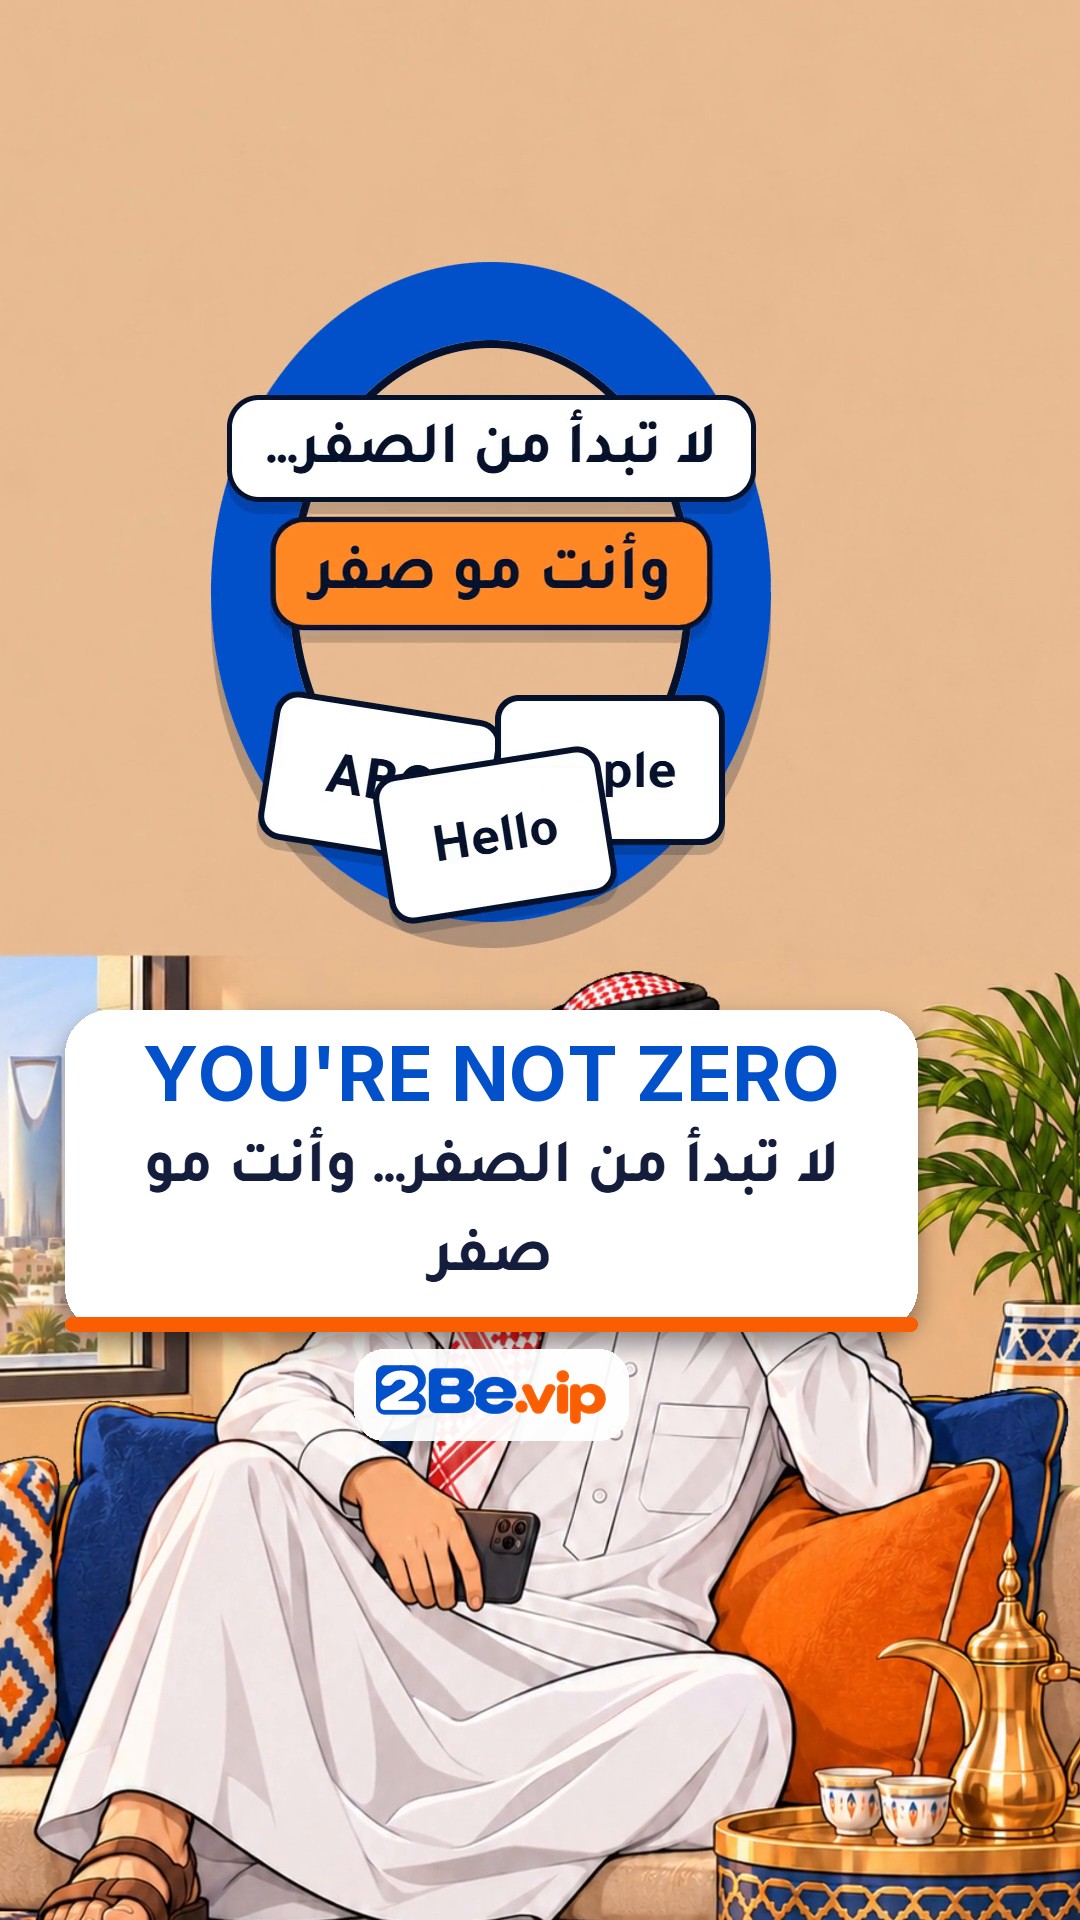 لا تبدأ من الصفر...
وأنت مو صفر
Hello
YOU'RE NOT ZERO
لا تبدأ من الصفر... وأنت مو
صفر
2Be.vip